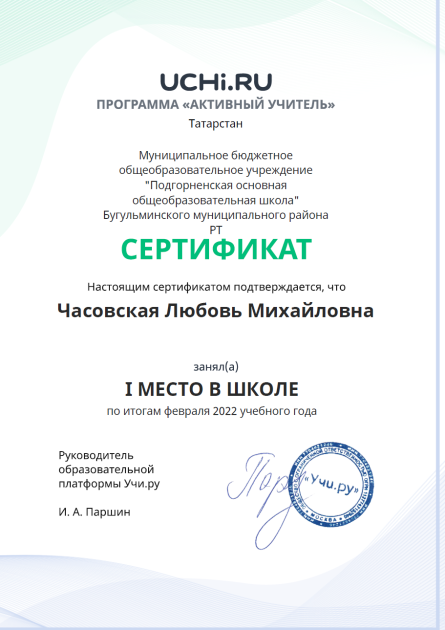 UCHi.RU
ПРОГРАММА «АКТИВНЫЙ УЧИТЕЛЬ»
Татарстан
Муниципальное бюджетное
общеобразовательное учреждение
"Подгорненская основная
общеобразовательная школа"
Бугульминского муниципального района
РТ
СЕРТИФИКАТ
Настоящим сертификатом подтверждается, что
Часовская Любовь Михайловна
занял(а)
I МЕСТО В ШКОЛЕ
по итогам февраля 2022 учебного года
Руководитель
образовательной
платформы Учи.ру
И. А. Паршин
«Учи.ру»
МОСКВА